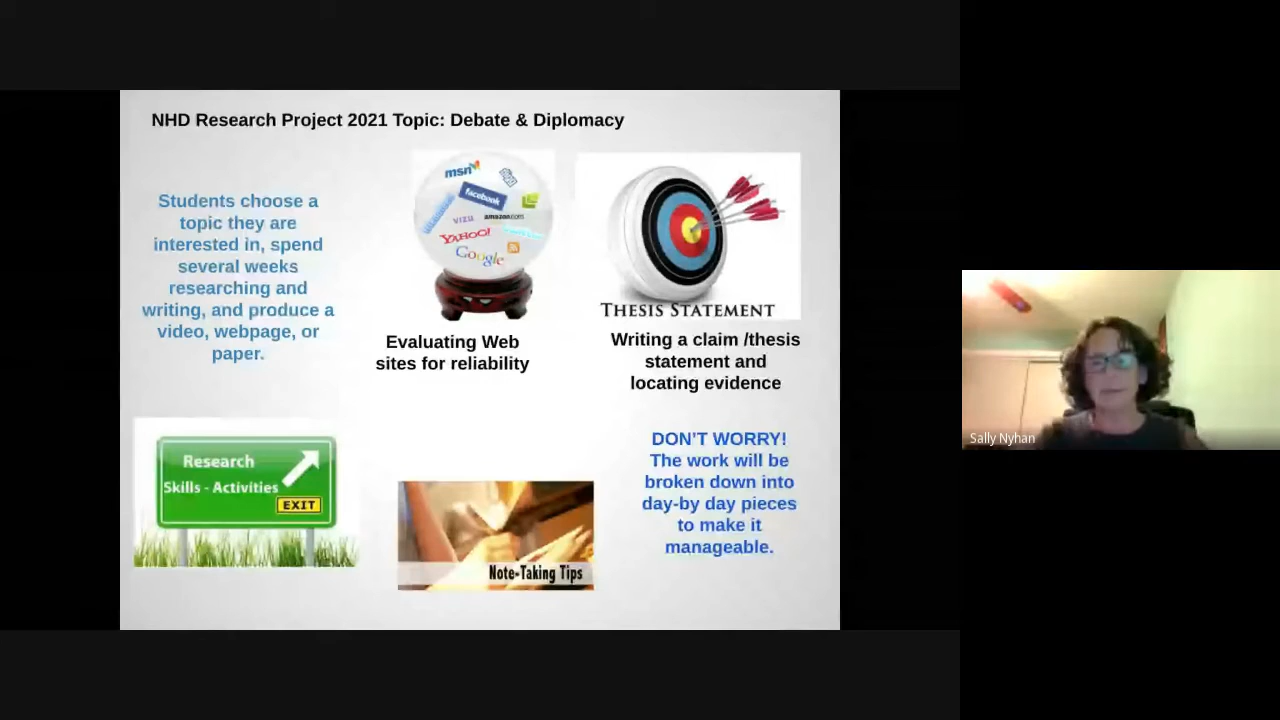 NHD Research Project 2021 Topic: Debate & Diplomacy
Students choose a
topic they are
interested in, spend
several weeks
researching and
writing, and produce a
video, webpage, or
paper.
msn
digg
facebook
vizu
amazon.com
YAHOO!
Google
Evaluating Web
sites for reliability
THESIS STATEMENT
Writing a claim /thesis
statement and
locating evidence
Research
Skills - Activities
EXIT
Note-Taking Tips
DON'T WORRY!
The work will be
broken down into
day-by day pieces
to make it
manageable.
Sally Nyhan